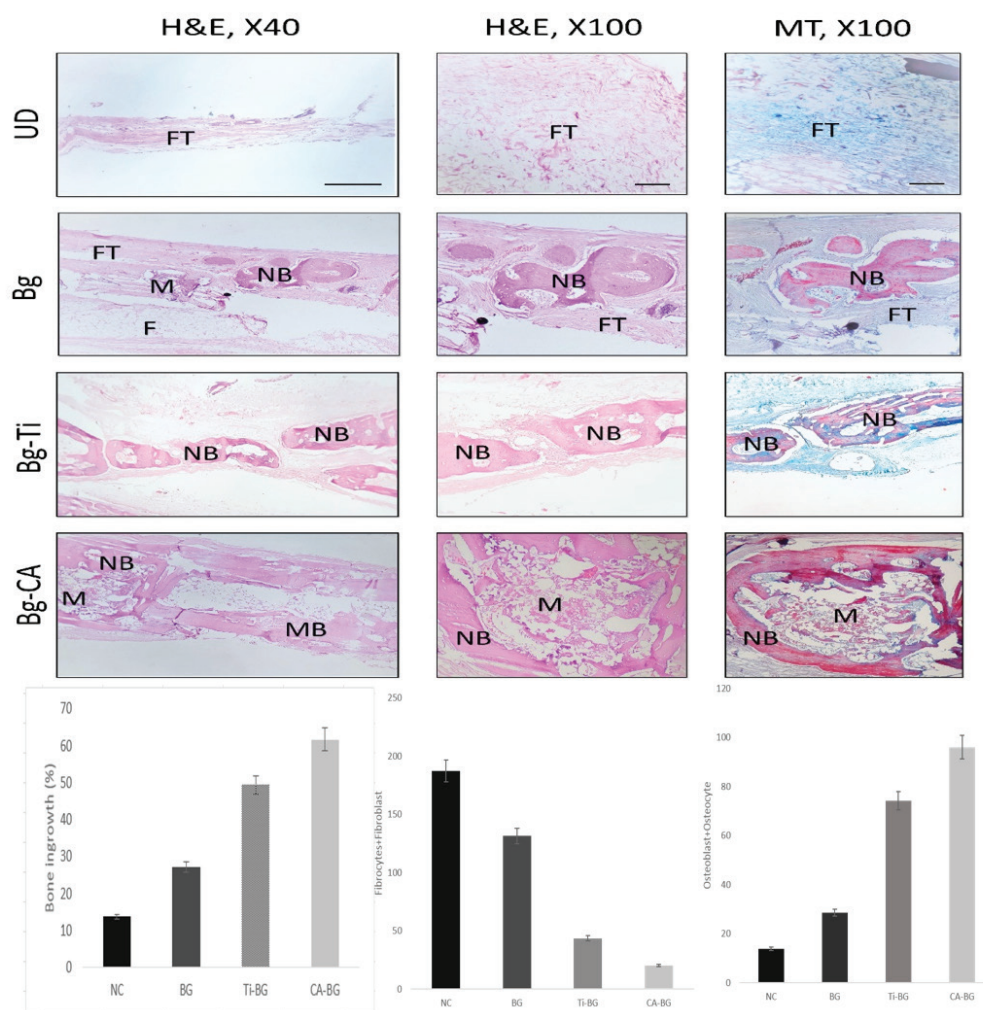 H&E, X40 H&E, X100 MT, X100
UD
FT FT FT
Bg
FT NB M F
NB FT
NB FT
Bg-Ti
NB NB
NB NB
NB NB
Bg-CA
NB M MB
M NB
NB M
Bone ingrowth (%)
70
60
50
40
30
20
10
0
NC BG Ti-BG CA-BG
Fibrocytes+Fibroblast
250
200
150
100
50
0
NC BG Ti-BG CA-BG
Osteoblast+Osteocyte
120
100
80
60
40
20
0
NC BG Ti-BG CA-BG